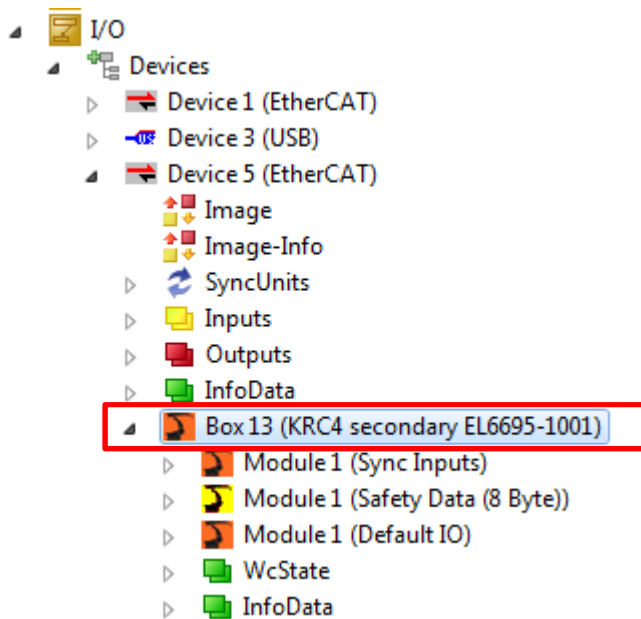 I/O
Devices
Device 1 (EtherCAT)
Device 3 (USB)
Device 5 (EtherCAT)
Image
Image-Info
SyncUnits
Inputs
Outputs
InfoData
Box 13 (KRC4 secondary EL6695-1001)
Module 1 (Sync Inputs)
Module 1 (Safety Data (8 Byte))
Module 1 (Default IO)
WcState
InfoData